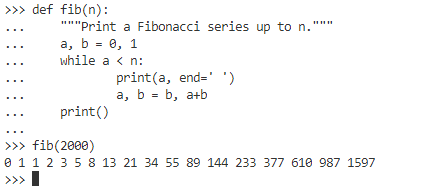 >>> def fib(n):
...     """Print a Fibonacci series up to n."""
...     a, b = 0, 1
...     while a < n:
...             print(a, end=' ')
...             a, b = b, a+b
...     print()
...
>>> fib(2000)
0 1 1 2 3 5 8 13 21 34 55 89 144 233 377 610 987 1597
>>>